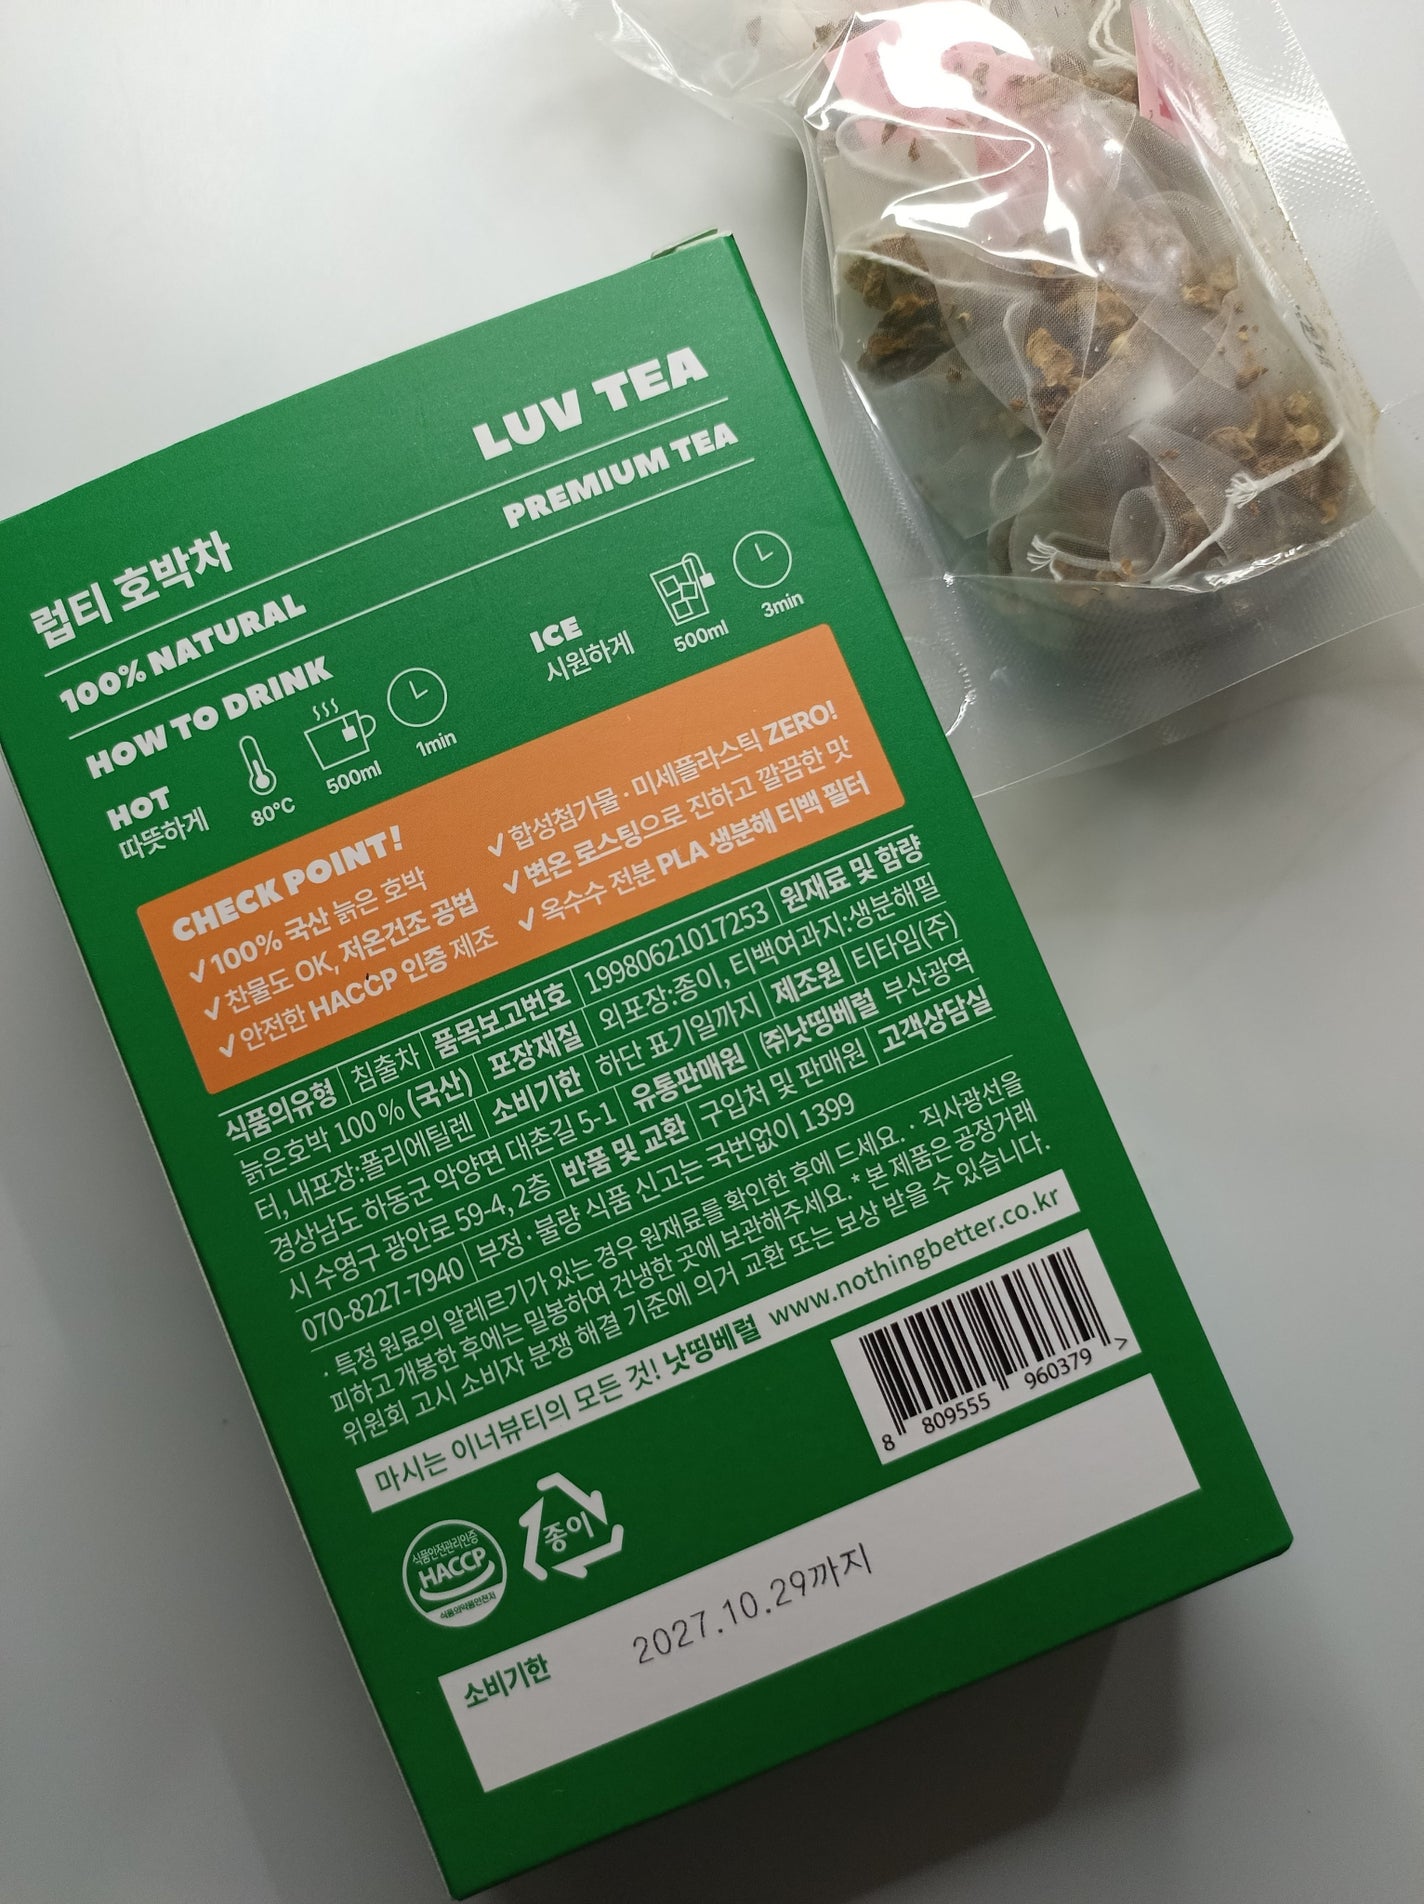 LUV TEA
럽티 호박차
PREMIUM TEA
100% NATURAL
HOW TO DRINK
HOT
따뜻하게
80°C
500ml
1min
ICE
시원하게
500ml
3min
CHECK POINT!
✓ 100% 국산 늙은 호박
✓ 찬물도 OK, 저온건조 공법
✓ 안전한 HACCP 인증 제조
✓ 합성첨가물 · 미세플라스틱 ZERO!
✓ 변온 로스팅으로 진하고 깔끔한 맛
✓ 옥수수 전분 PLA 생분해 티백 필터
식품의유형 | 침출차 | 품목보고번호 | 19980621017253 | 원재료 및 함량
늙은호박 100 % (국산) | 포장재질 | 외포장:종이, 티백여과지:생분해필
터, 내포장:폴리에틸렌 | 소비기한 | 하단 표기일까지 | 제조원 | 티타임(주)
경상남도 하동군 악양면 대촌길 5-1 | 유통판매원 | ㈜낫띵베럴 부산광역
시 수영구 광안로 59-4, 2층 | 반품 및 교환 | 구입처 및 판매원 | 고객상담실
070-8227-7940 | 부정 · 불량 식품 신고는 국번없이 1399
· 특정 원료의 알레르기가 있는 경우 원재료를 확인한 후에 드세요. · 직사광선을
피하고 개봉한 후에는 밀봉하여 건냉한 곳에 보관해주세요. * 본 제품은 공정거래
위원회 고시 소비자 분쟁 해결 기준에 의거 교환 또는 보상 받을 수 있습니다.
마시는 이너뷰티의 모든 것! 낫띵베럴 www.nothingbetter.co.kr
8 809555 960379 >
식품안전관리인증
HACCP
식품의약품안전처
종이
소비기한
2027.10.29까지